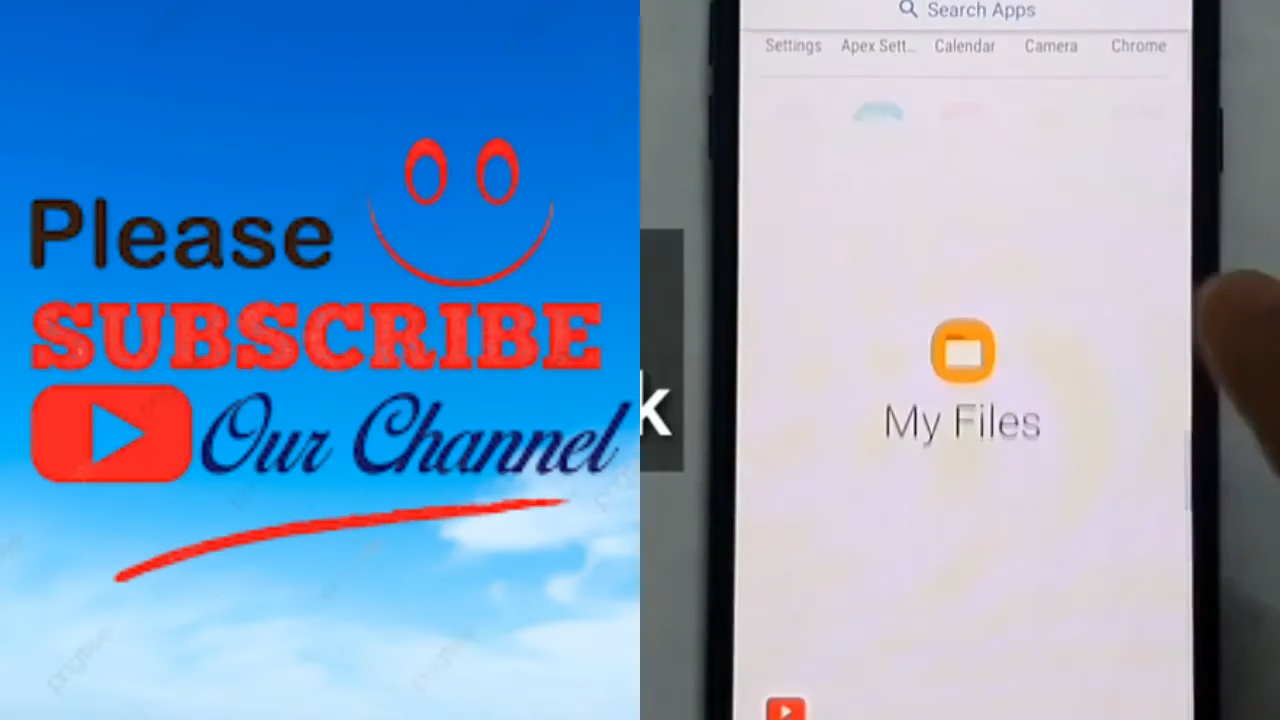 Please
SUBSCRIBE
Our Channel
k
Search Apps
Settings Apex Sett... Calendar Camera Chrome
My Files